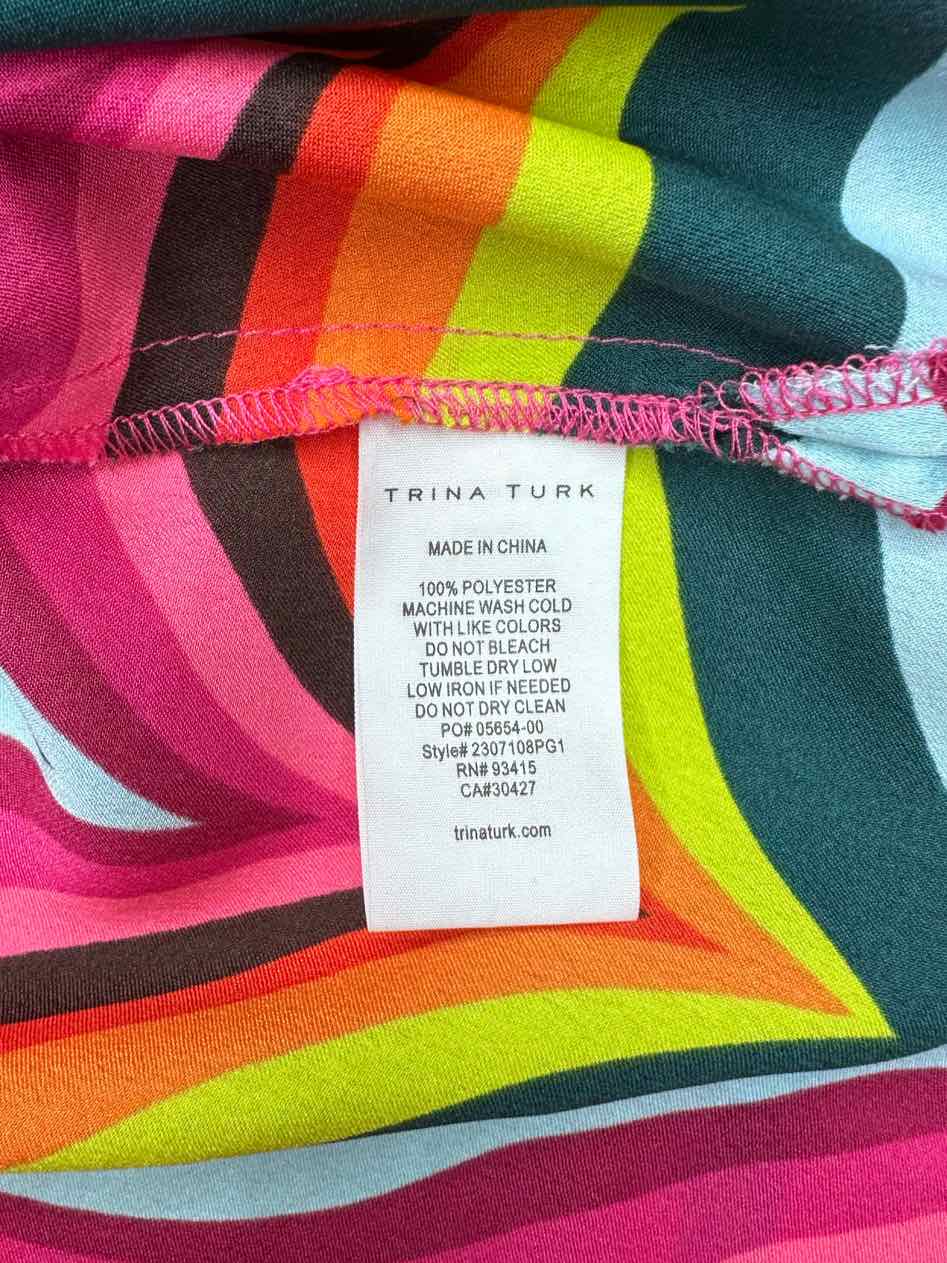 TRINA TURK
MADE IN CHINA
100% POLYESTER
MACHINE WASH COLD
WITH LIKE COLORS
DO NOT BLEACH
TUMBLE DRY LOW
LOW IRON IF NEEDED
DO NOT DRY CLEAN
PO# 05654-00
Style# 2307108PG1
RN# 93415
CA#30427
trinaturk.com